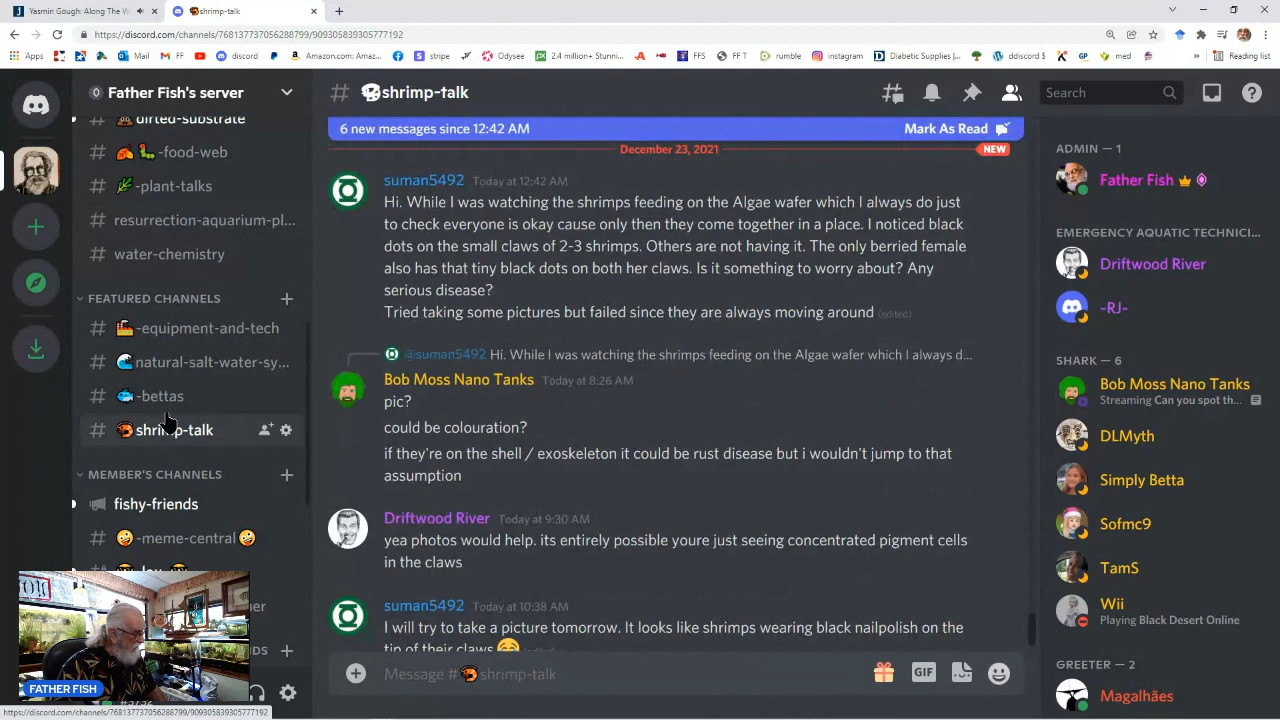 Yasmin Gough: Along The W
shrimp-talk
https://discord.com/channels/768137737056288799/909305839305777192
Apps
Mail
FF
discord
Amazon.com: Amaz...
stripe
Odysee
2.4 million+ Stunni...
FFS
FF T
rumble
instagram
Diabetic Supplies |...
ddiscord $
med
Reading list
Father Fish's server
dirted-substrate
# -food-web
# -plant-talks
# resurrection-aquarium-pl...
# water-chemistry
FEATURED CHANNELS
# -equipment-and-tech
# natural-salt-water-sy...
# -bettas
# shrimp-talk
MEMBER'S CHANNELS
fishy-friends
# -meme-central
FATHER FISH
https://discord.com/channels/768137737056288799/909305839305777192
# shrimp-talk
Search
6 new messages since 12:42 AM
Mark As Read
December 23, 2021
NEW
suman5492 Today at 12:42 AM
Hi. While I was watching the shrimps feeding on the Algae wafer which I always do just
to check everyone is okay cause only then they come together in a place. I noticed black
dots on the small claws of 2-3 shrimps. Others are not having it. The only berried female
also has that tiny black dots on both her claws. Is it something to worry about? Any
serious disease?
Tried taking some pictures but failed since they are always moving around (edited)
@suman5492 Hi. While I was watching the shrimps feeding on the Algae wafer which I always d...
Bob Moss Nano Tanks Today at 8:26 AM
pic?
could be colouration?
if they're on the shell / exoskeleton it could be rust disease but i wouldn't jump to that
assumption
Driftwood River Today at 9:30 AM
yea photos would help. its entirely possible youre just seeing concentrated pigment cells
in the claws
suman5492 Today at 10:38 AM
I will try to take a picture tomorrow. It looks like shrimps wearing black nailpolish on the
tip of their claws
Message # shrimp-talk
GIF
ADMIN — 1
Father Fish
EMERGENCY AQUATIC TECHNICI...
Driftwood River
~RJ~
SHARK — 6
Bob Moss Nano Tanks
Streaming Can you spot th...
DLMyth
Simply Betta
Sofmc9
TamS
Wii
Playing Black Desert Online
GREETER — 2
Magalhães